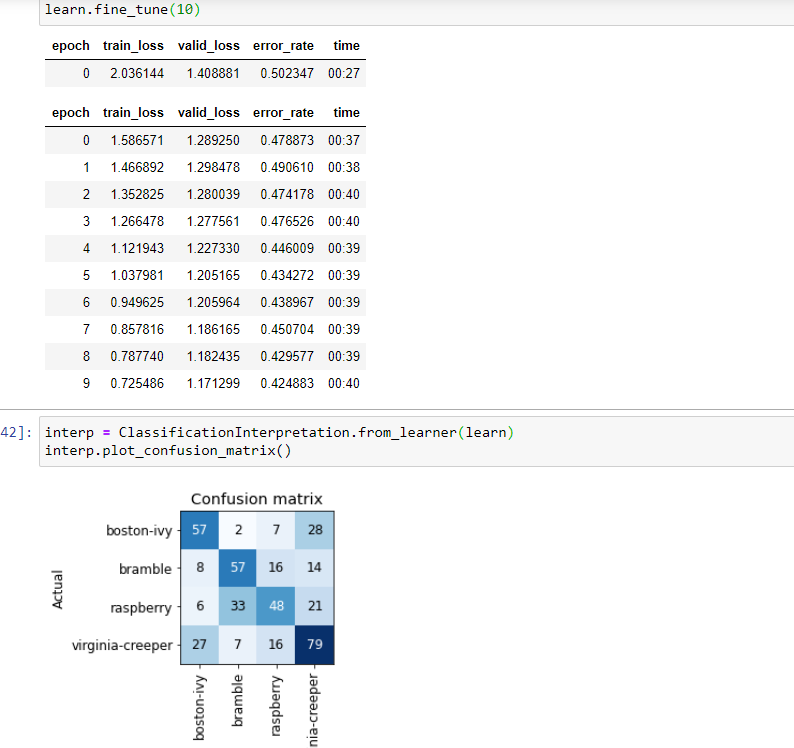 learn.fine_tune(10)
epoch train_loss valid_loss error_rate time
0 2.036144 1.408881 0.502347 00:27
epoch train_loss valid_loss error_rate time
0 1.586571 1.289250 0.478873 00:37
1 1.466892 1.298478 0.490610 00:38
2 1.352825 1.280039 0.474178 00:40
3 1.266478 1.277561 0.476526 00:39
4 1.121943 1.227330 0.446009 00:39
5 1.037981 1.205165 0.434272 00:39
6 0.949625 1.205964 0.438967 00:39
7 0.857816 1.186165 0.450704 00:39
8 0.787740 1.182435 0.429577 00:39
9 0.725486 1.171299 0.424883 00:40
42]: interp = ClassificationInterpretation.from_learner(learn)
interp.plot_confusion_matrix()
Confusion matrix
boston-ivy 57 2 7 28
bramble 8 57 16 14
Actual
raspberry 6 33 48 21
virginia-creeper 27 7 16 79
boston-ivy
bramble
raspberry
nia-creeper